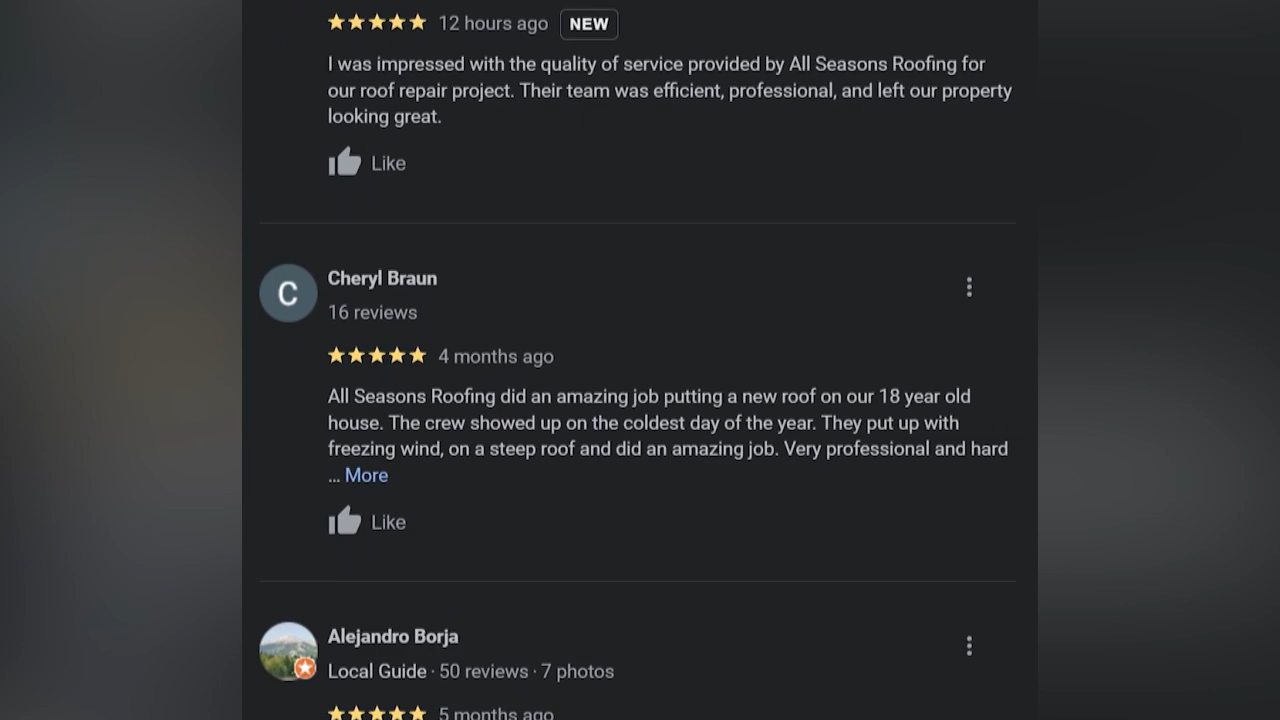 12 hours ago NEW
I was impressed with the quality of service provided by All Seasons Roofing for
our roof repair project. Their team was efficient, professional, and left our property
looking great.
Like
C
Cheryl Braun
16 reviews
4 months ago
All Seasons Roofing did an amazing job putting a new roof on our 18 year old
house. The crew showed up on the coldest day of the year. They put up with
freezing wind, on a steep roof and did an amazing job. Very professional and hard
... More
Like
Alejandro Borja
Local Guide · 50 reviews · 7 photos
5 months ago